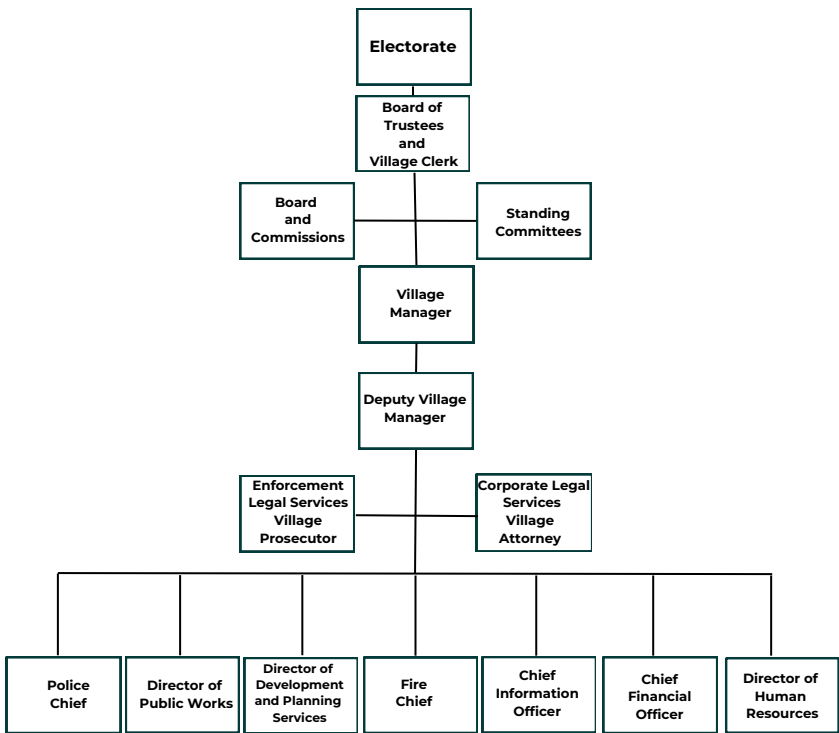 Electorate
Board of
Trustees
and
Village Clerk
Board
and
Commissions
Standing
Committees
Village
Manager
Deputy Village
Manager
Enforcement
Legal Services
Village
Prosecutor
Corporate Legal
Services
Village
Attorney
Police
Chief
Director of
Public Works
Director of
Development
and Planning
Services
Fire
Chief
Chief
Information
Officer
Chief
Financial
Officer
Director of
Human
Resources